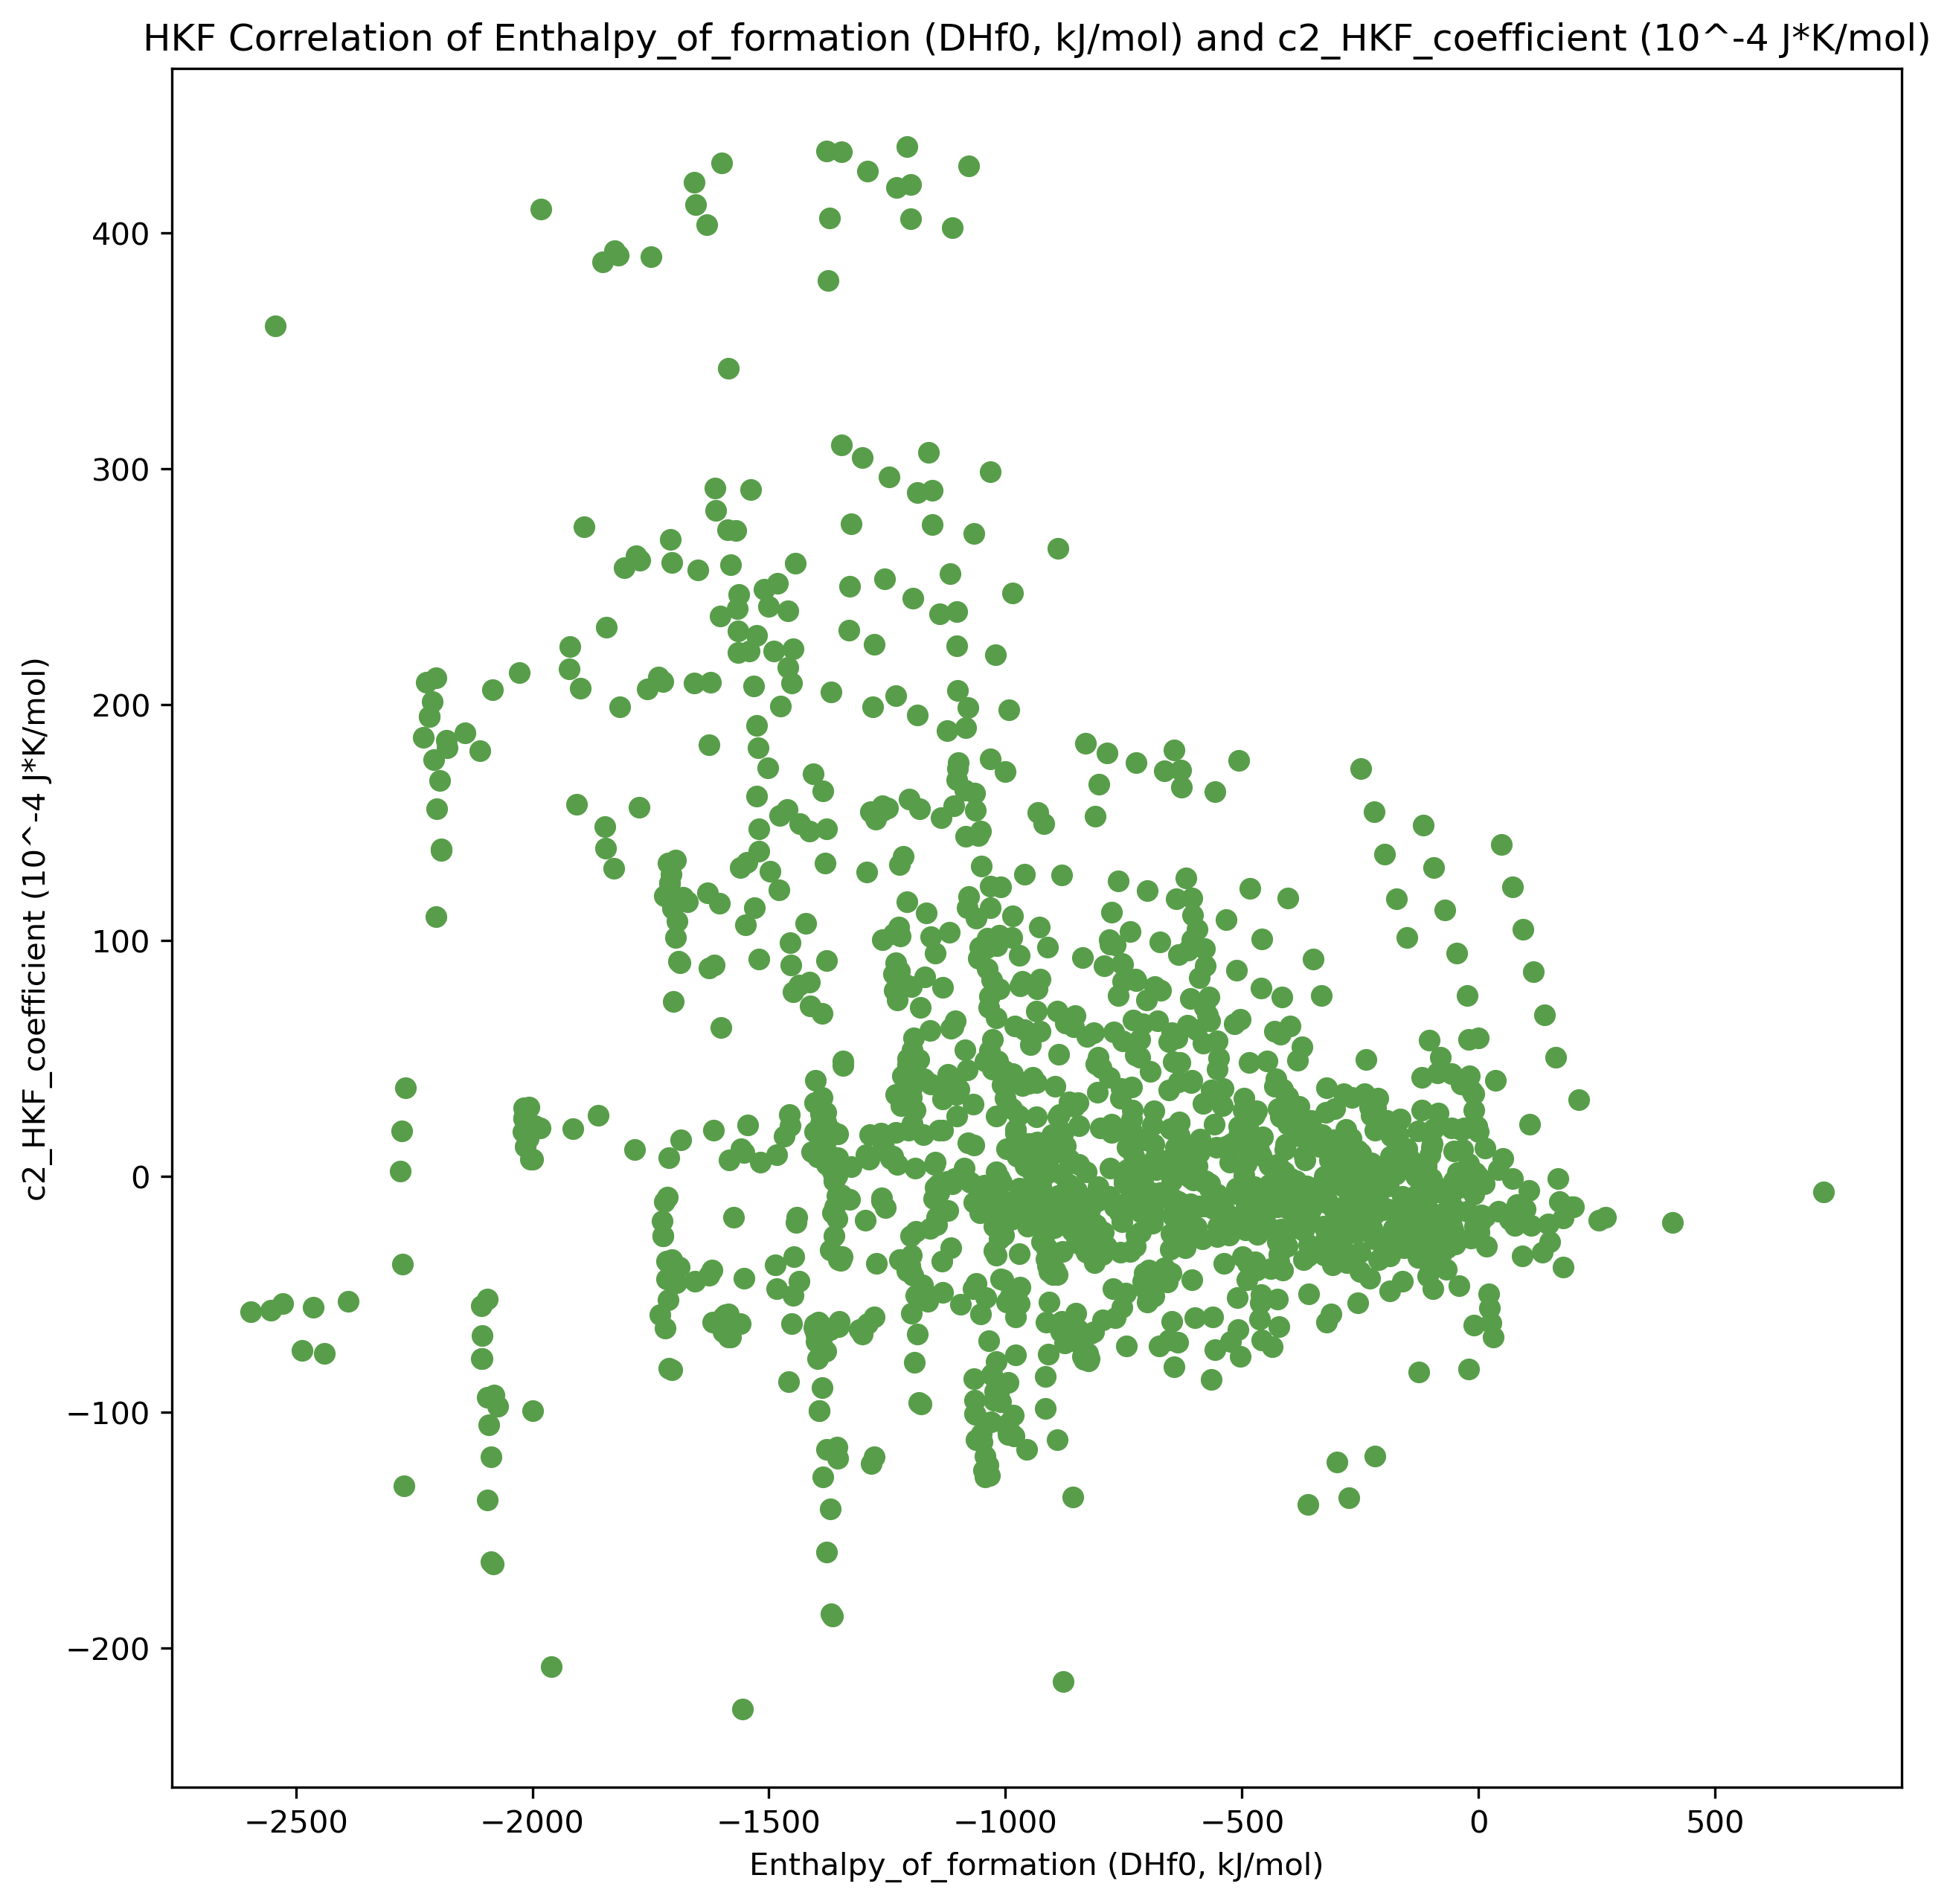 HKF Correlation of Enthalpy_of_formation (DHf0, kJ/mol) and c2_HKF_coefficient (10^-4 J*K/mol)
c2_HKF_coefficient (10^-4 J*K/mol)
400
300
200
100
0
−100
−200
−2500 −2000 −1500 −1000 −500 0 500
Enthalpy_of_formation (DHf0, kJ/mol)